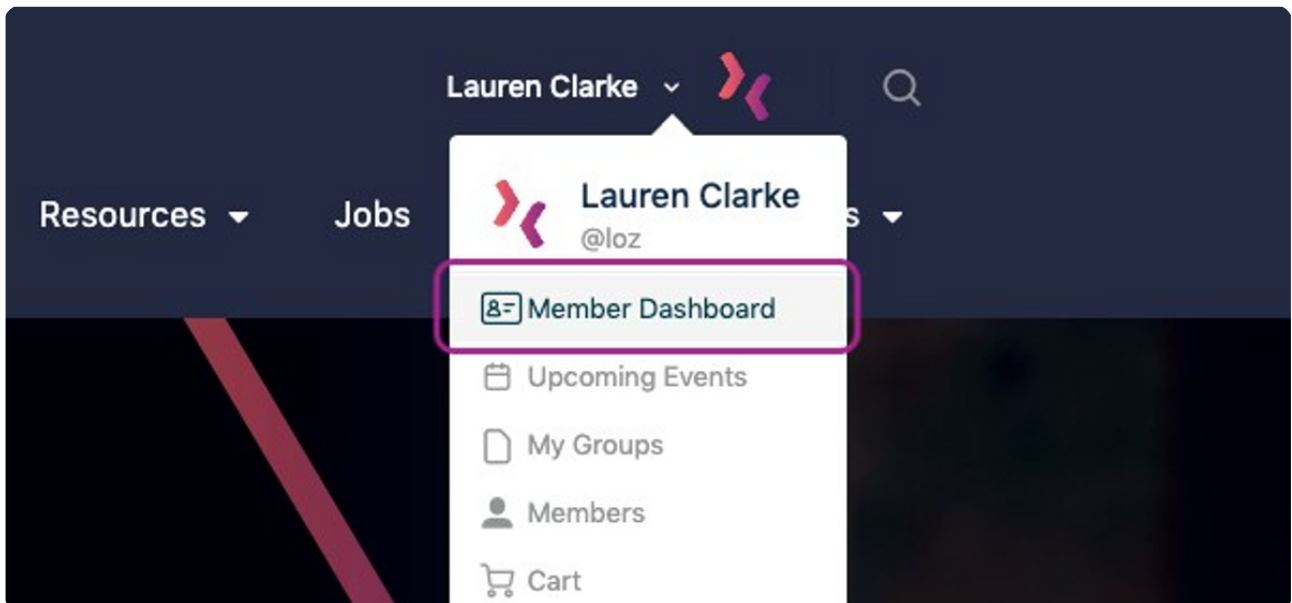 Lauren Clarke
Lauren Clarke
@loz
Resources Jobs s
Member Dashboard
Upcoming Events
My Groups
Members
Cart